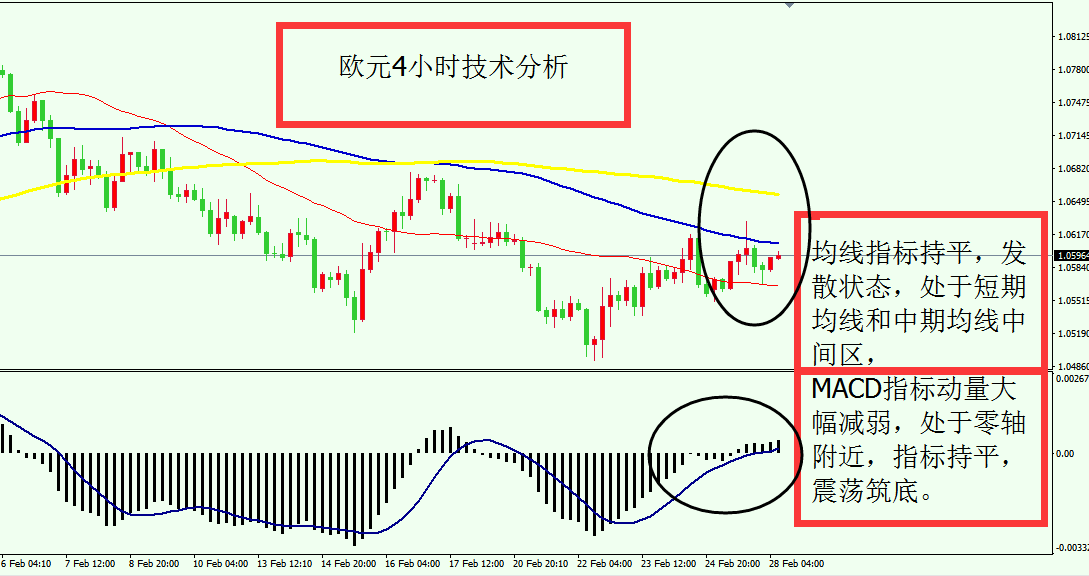 欧元4小时技术分析
1.08125
1.07800
1.07475
1.07145
1.06820
1.06495
1.06170
1.05964
1.05840
1.05515
1.05190
1.04860
均线指标持平，发
散状态，处于短期
均线和中期均线中
间区，
MACD指标动量大
幅减弱，处于零轴
附近，指标持平，
震荡筑底。
0.00267
0.00
-0.00332
6 Feb 04:10 7 Feb 12:00 8 Feb 20:00 10 Feb 04:00 13 Feb 12:10 14 Feb 20:00 16 Feb 04:00 17 Feb 12:00 20 Feb 20:10 22 Feb 04:00 23 Feb 12:00 24 Feb 20:00 28 Feb 04:00